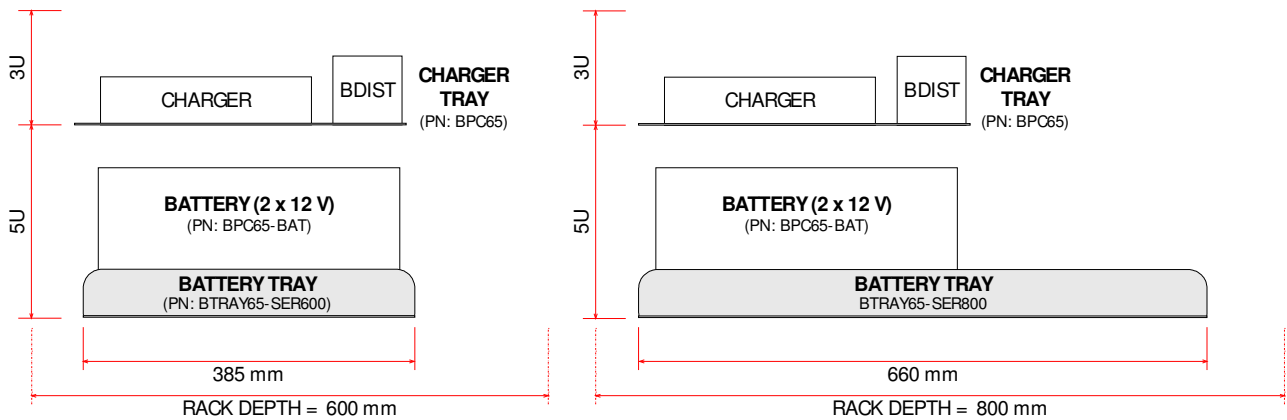 3U
CHARGER
BDIST
CHARGER
TRAY
(PN: BPC65)
5U
BATTERY (2 x 12 V)
(PN: BPC65-BAT)
BATTERY TRAY
(PN: BTRAY65-SER600)
385 mm
RACK DEPTH = 600 mm
3U
CHARGER
BDIST
CHARGER
TRAY
(PN: BPC65)
5U
BATTERY (2 x 12 V)
(PN: BPC65-BAT)
BATTERY TRAY
BTRAY65-SER800
660 mm
RACK DEPTH = 800 mm